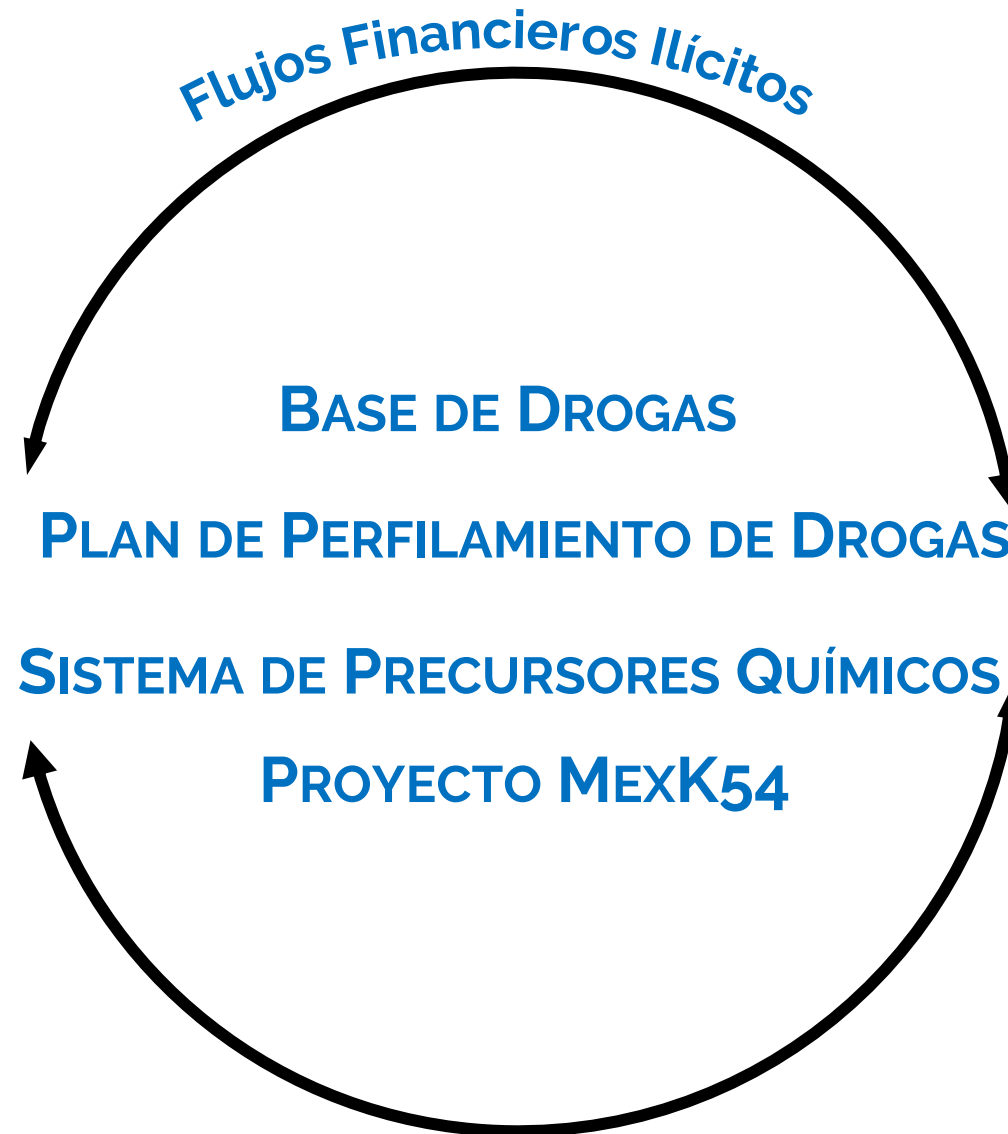 Flujos Financieros Ilícitos
BASE DE DROGAS
PLAN DE PERFILAMIENTO DE DROGAS
SISTEMA DE PRECURSORES QUÍMICOS
PROYECTO MEXK54